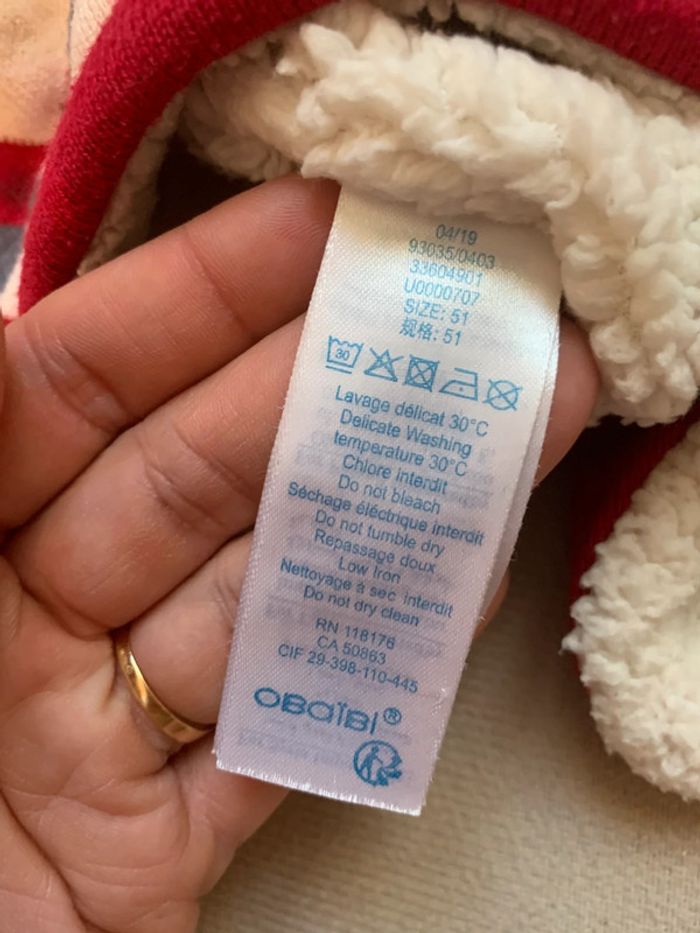 04/19
93035/0403
33604901
U0000707
SIZE: 51
规格: 51
30
Lavage délicat 30°C
Delicate Washing
temperature 30°C
Chlore interdit
Do not bleach
Séchage éléctrique interdit
Do not tumble dry
Repassage doux
Low Iron
Nettoyage à sec interdit
Do not dry clean
RN 118176
CA 50863
CIF 29-398-110-445
OBAÏBI®